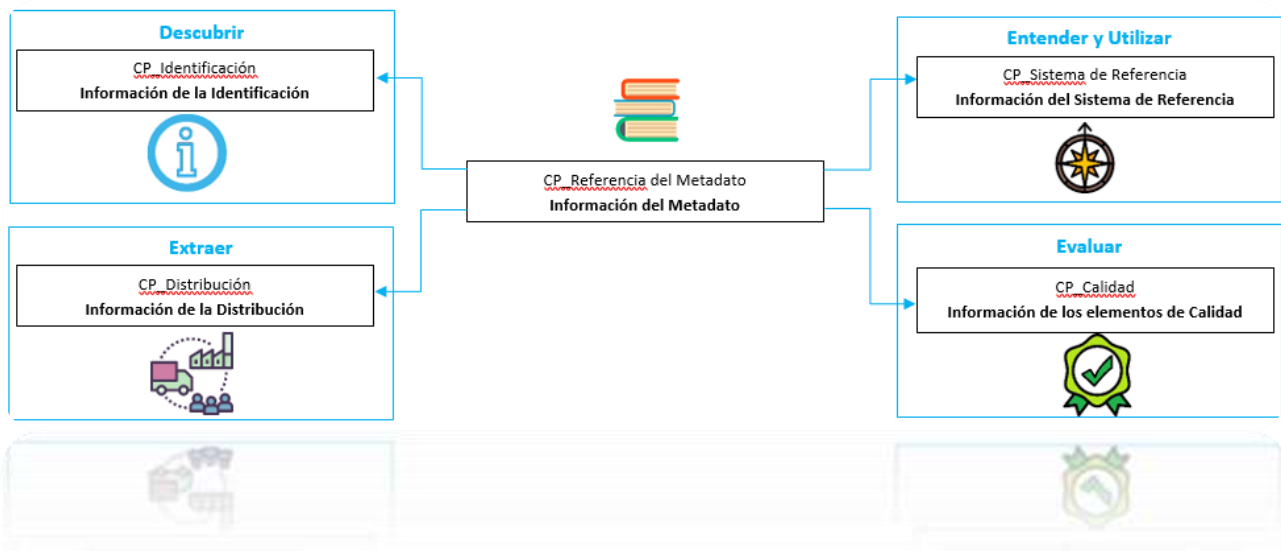 Descubrir
CP_Identificación
Información de la Identificación
Entender y Utilizar
CP_Sistema de Referencia
Información del Sistema de Referencia
CP_Referencia del Metadato
Información del Metadato
Extraer
CP_Distribución
Información de la Distribución
Evaluar
CP_Calidad
Información de los elementos de Calidad